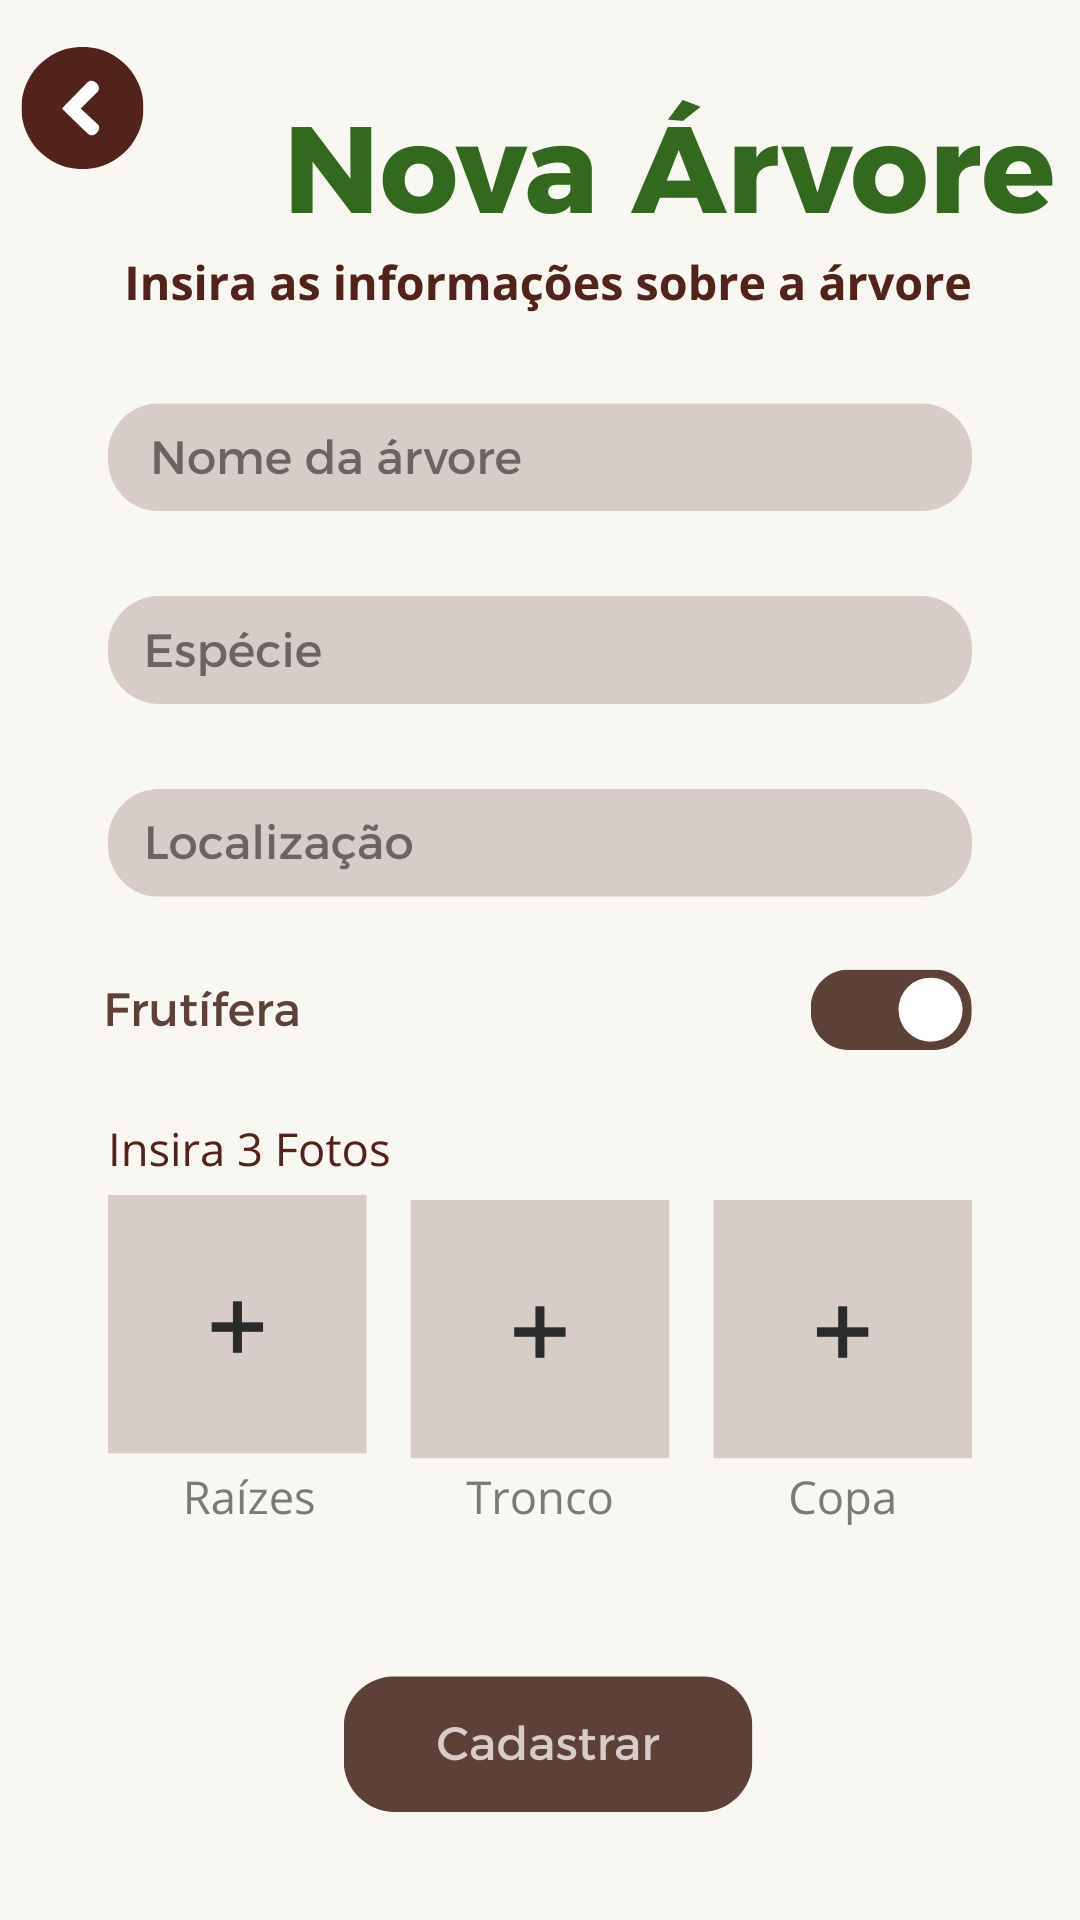 Nova Árvore
Insira as informações sobre a árvore
Nome da árvore
Espécie
Localização
Frutífera
Insira 3 Fotos
+ + +
Raízes Tronco Copa
Cadastrar